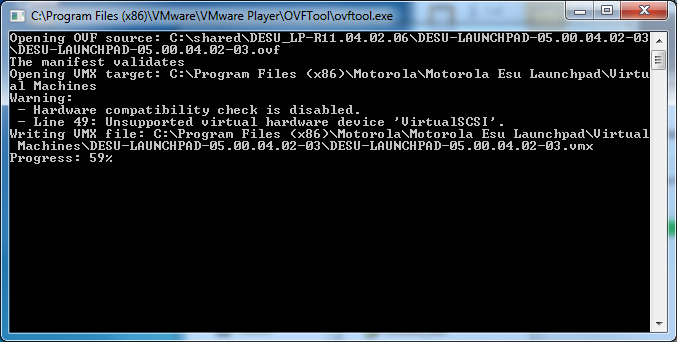 C:\Program Files (x86)\VMware\VMware Player\OVFTool\ovftool.exe
Opening OVF source: C:\shared\DESU_LP-R11.04.02.06\DESU-LAUNCHPAD-05.00.04.02-03
\DESU-LAUNCHPAD-05.00.04.02-03.ovf
The manifest validates
Opening VMX target: C:\Program Files (x86)\Motorola\Motorola Esu Launchpad\Virtu
al Machines
Warning:
 - Hardware compatibility check is disabled.
 - Line 49: Unsupported virtual hardware device 'VirtualSCSI'.
Writing VMX file: C:\Program Files (x86)\Motorola\Motorola Esu Launchpad\Virtual
 Machines\DESU-LAUNCHPAD-05.00.04.02-03\DESU-LAUNCHPAD-05.00.04.02-03.vmx
Progress: 59%